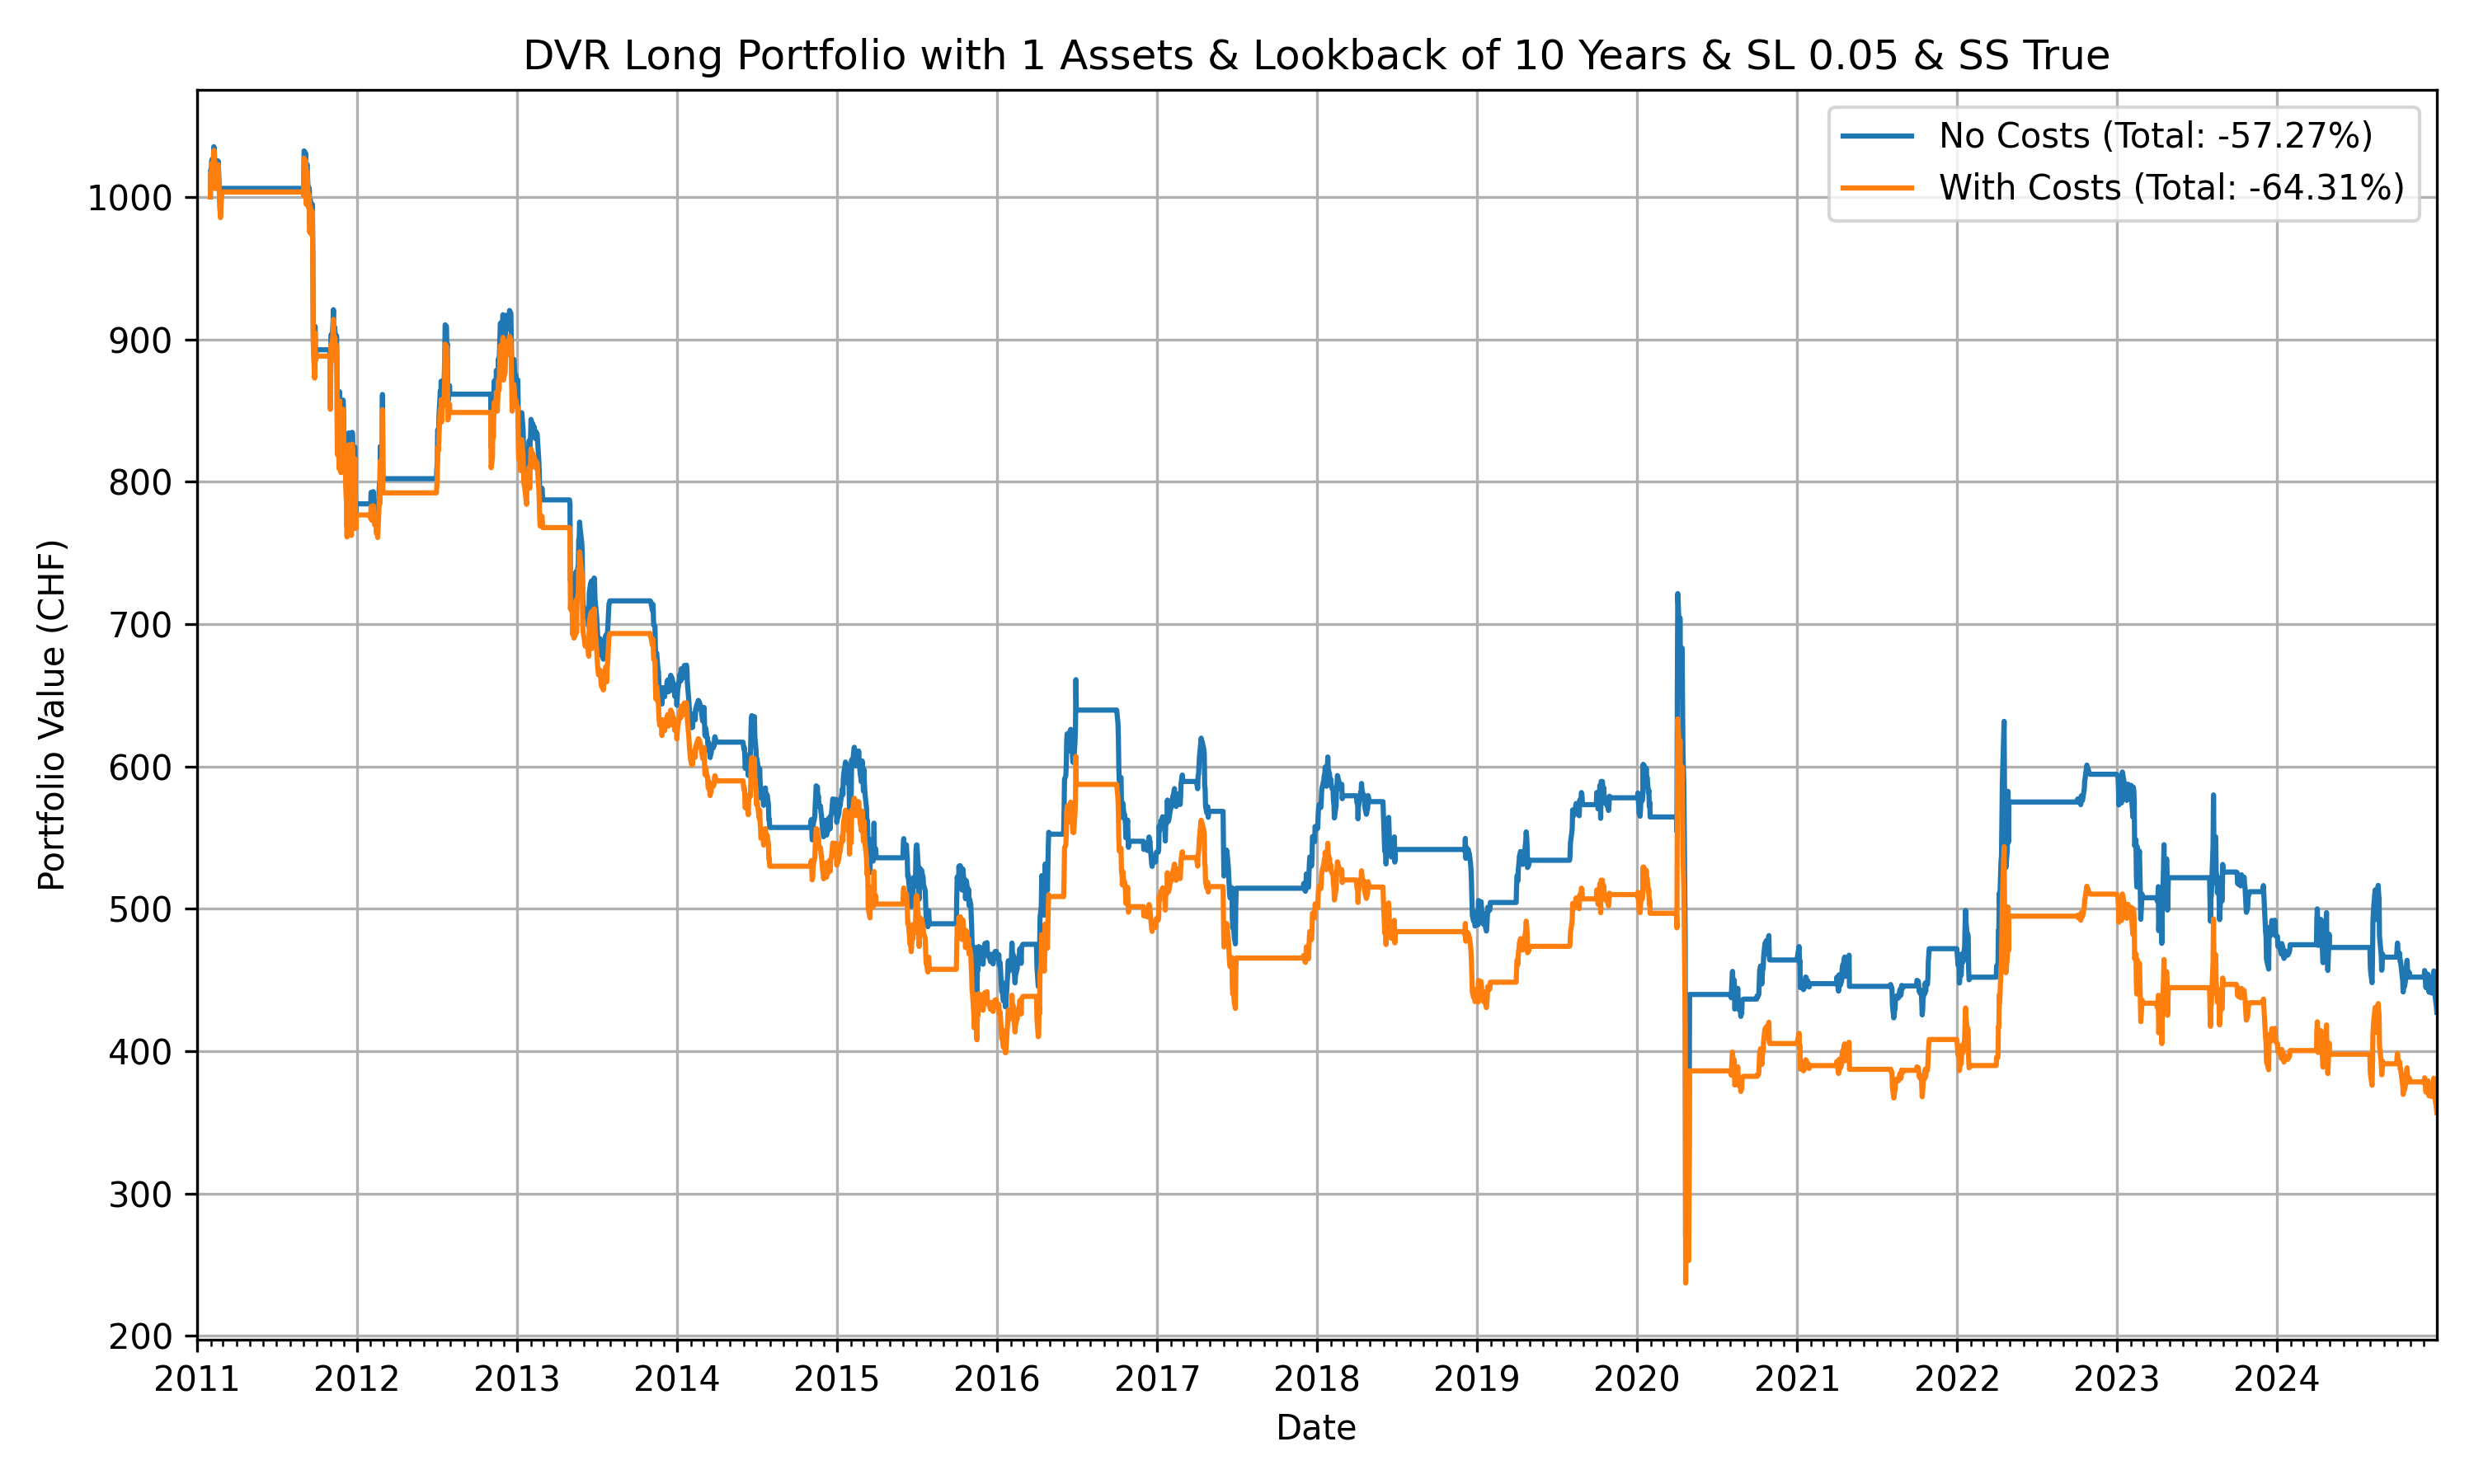 DVR Long Portfolio with 1 Assets & Lookback of 10 Years & SL 0.05 & SS True
No Costs (Total: -57.27%)
With Costs (Total: -64.31%)
Portfolio Value (CHF)
1000
900
800
700
600
500
400
300
200
2011 2012 2013 2014 2015 2016 2017 2018 2019 2020 2021 2022 2023 2024
Date